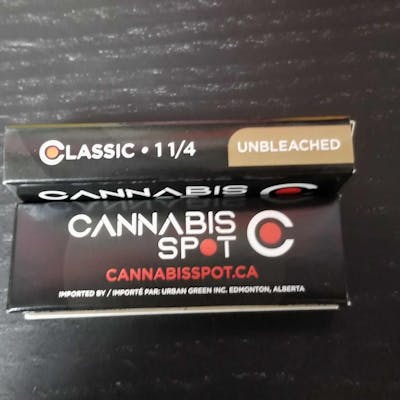 CLASSIC • 1 1/4 UNBLEACHED
CANNABIS
CANNABIS
SPOT
CANNABISSPOT.CA
IMPORTED BY / IMPORTÉ PAR: URBAN GREEN INC. EDMONTON, ALBERTA